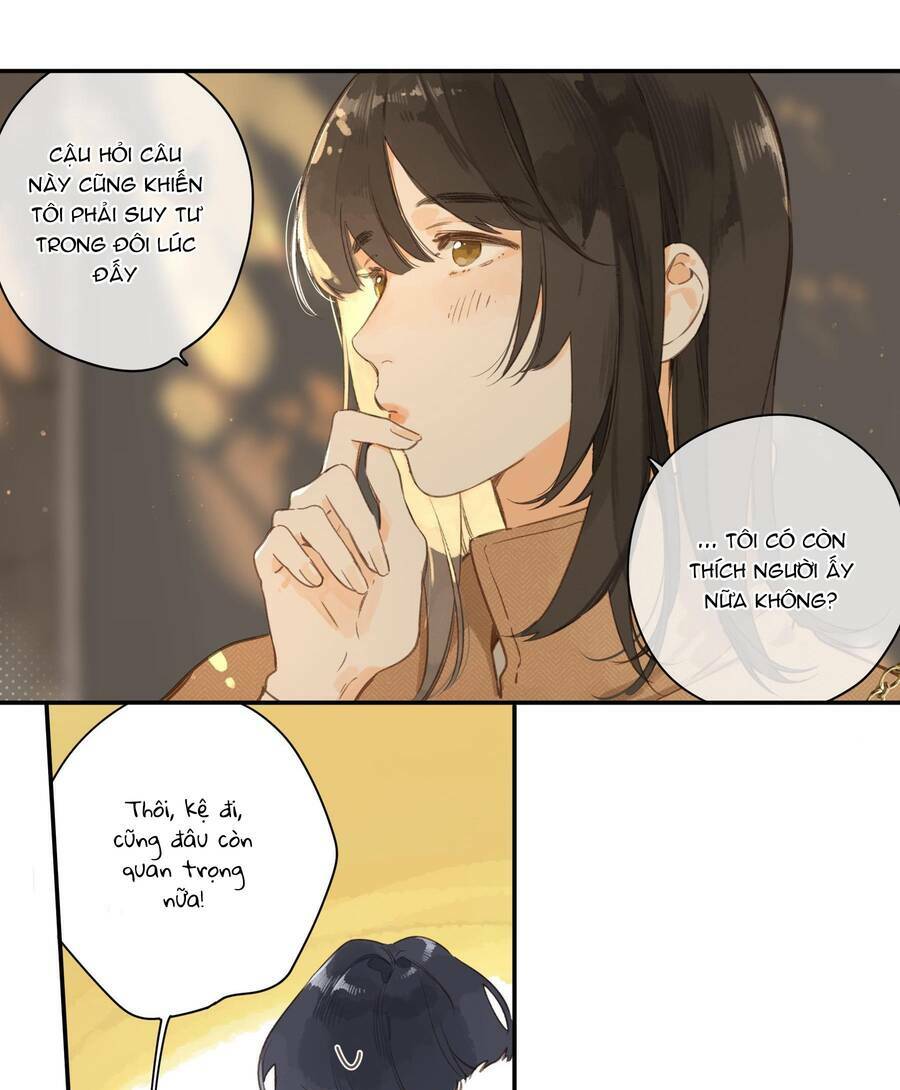 CẬU HỎI CÂU
NÀY CŨNG KHIẾN
TÔI PHẢI SUY TƯ
TRONG ĐÔI LÚC
ĐẤY
... TÔI CÓ CÒN
THÍCH NGƯỜI ẤY
NỮA KHÔNG?
Thôi, kệ đi,
cũng đâu còn
quan trọng
nữa!